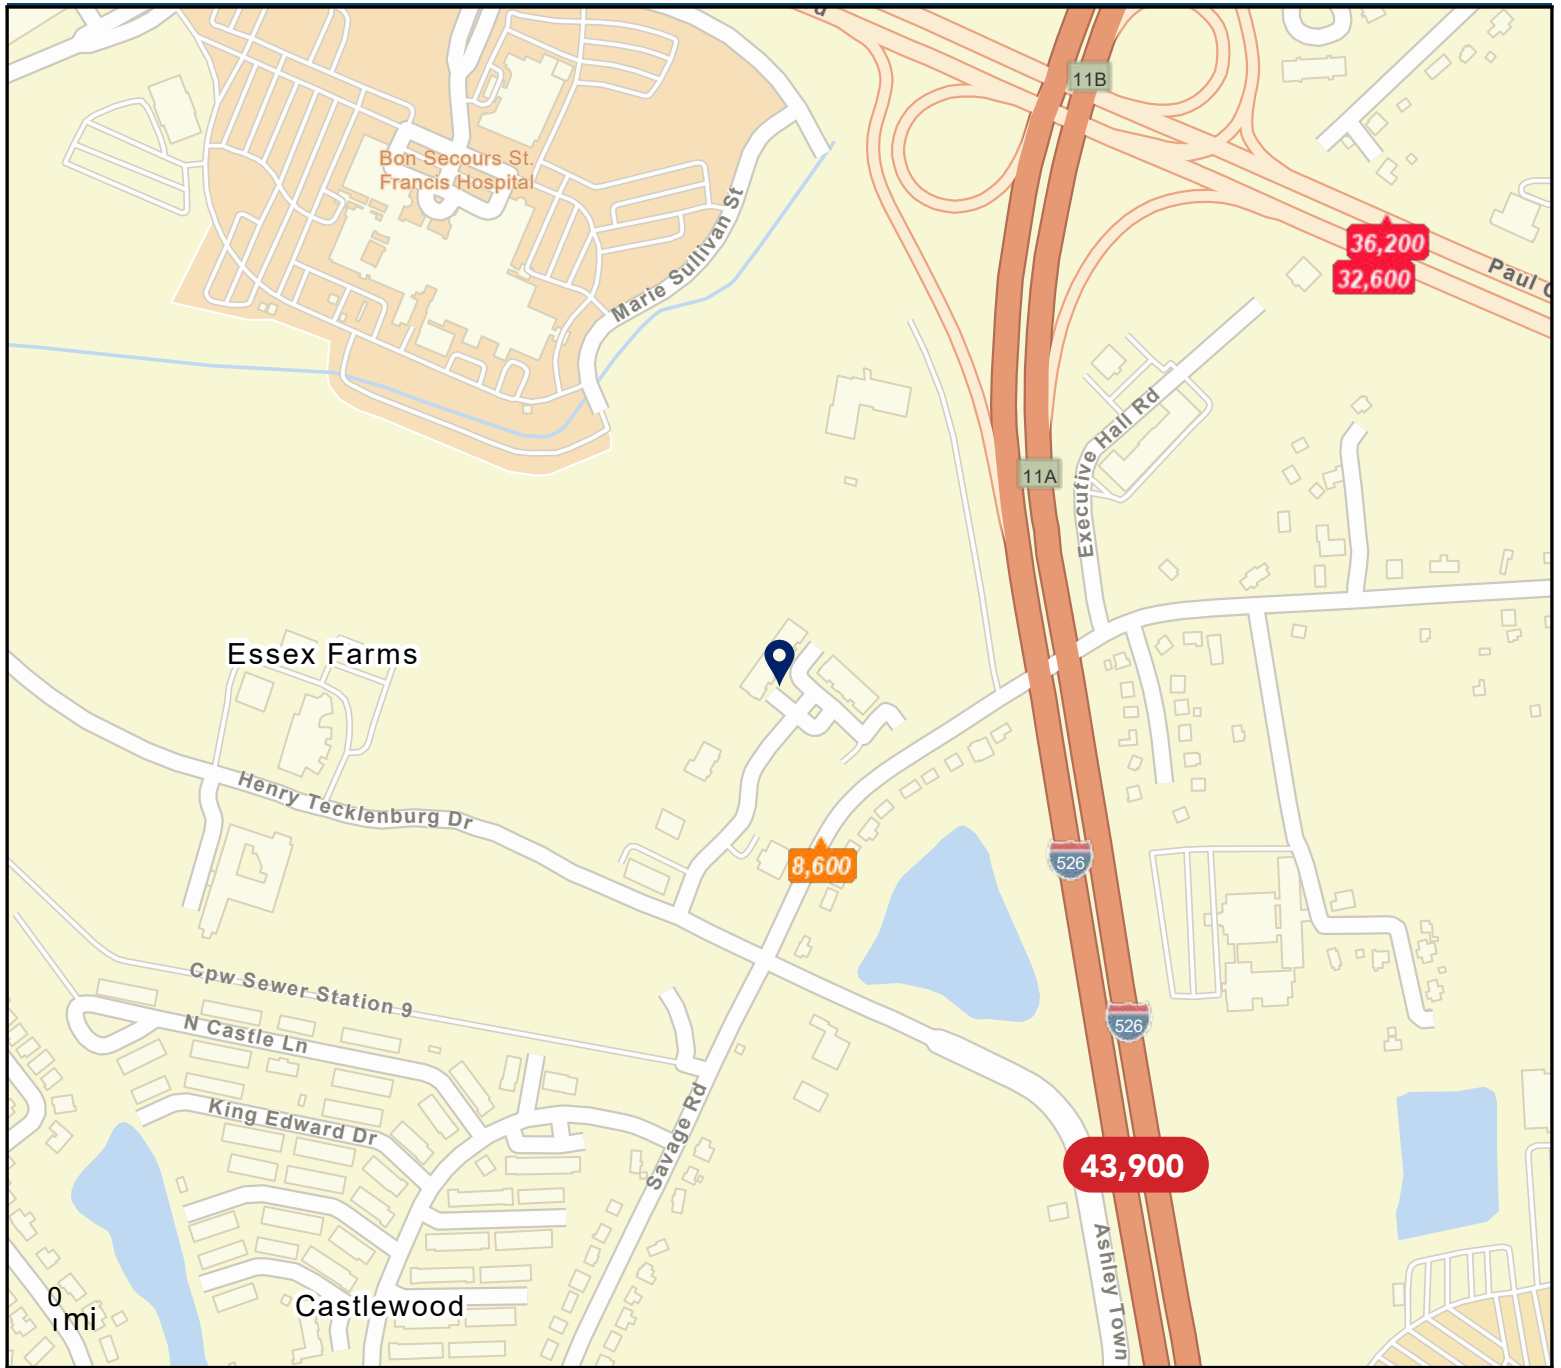 11B
Bon Secours St.
Francis Hospital
Marie Sullivan St
36,200
32,600
Paul
Executive Hall Rd
11A
Essex Farms
Henry Tecklenburg Dr
8,600
526
Cpw Sewer Station 9
N Castle Ln
526
King Edward Dr
Savage Rd
43,900
Ashley Town
Castlewood
0
mi